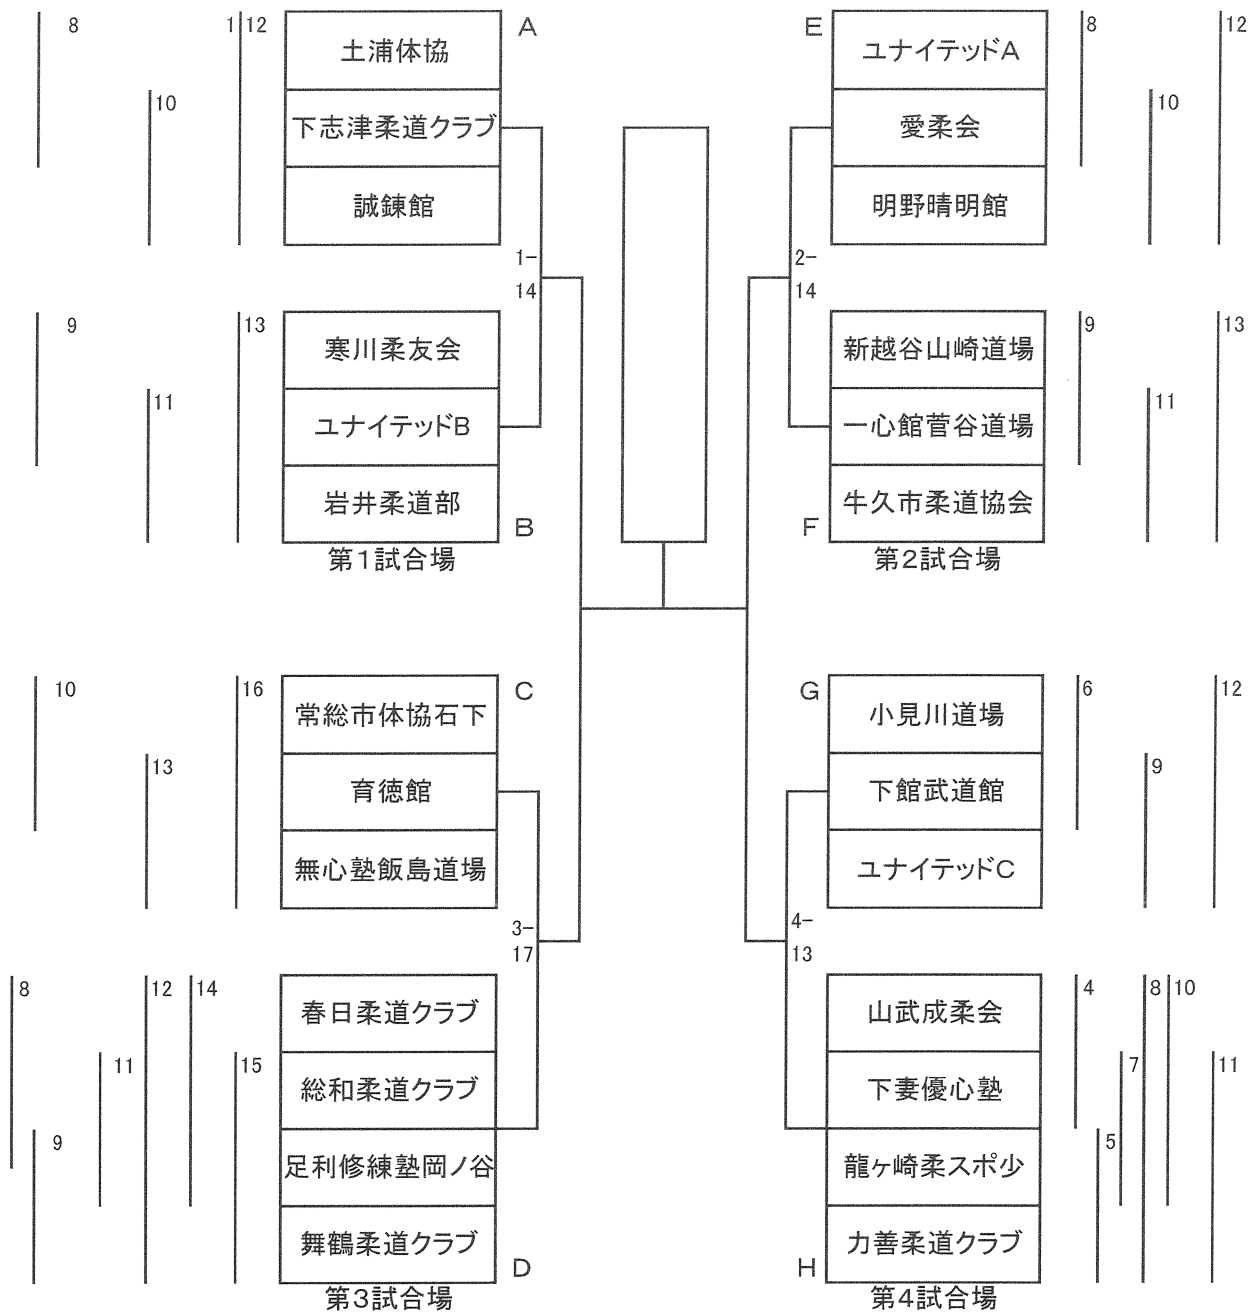 8
1
12
A
土浦体協
10
下志津柔道クラブ
誠錬館
1-
14
9
13
寒川柔友会
11
ユナイテッドB
岩井柔道部
B
第1試合場
E
ユナイテッドA
8
12
愛柔会
10
明野晴明館
2-
14
新越谷山崎道場
9
13
一心館菅谷道場
11
F
牛久市柔道協会
第2試合場
10
16
C
常総市体協石下
13
育徳館
無心塾飯島道場
3-
17
8
12
14
春日柔道クラブ
11
15
総和柔道クラブ
9
足利修練塾岡ノ谷
舞鶴柔道クラブ
D
第3試合場
G
小見川道場
6
12
下館武道館
9
ユナイテッドC
4-
13
山武成柔会
4
8
10
下妻優心塾
7
11
龍ヶ崎柔スポ少
5
力善柔道クラブ
H
第4試合場